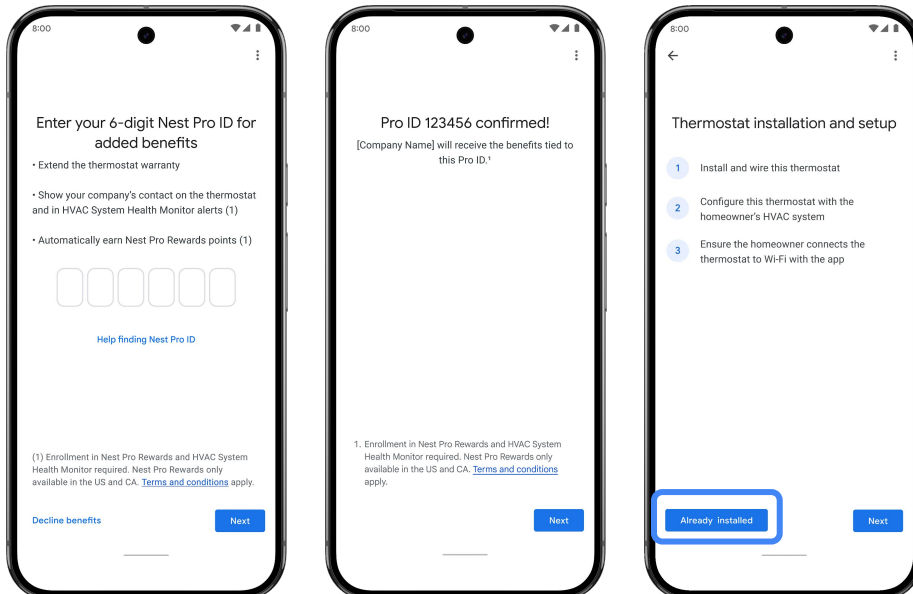 8:00
Enter your 6-digit Nest Pro ID for
added benefits
• Extend the thermostat warranty
• Show your company's contact on the thermostat
and in HVAC System Health Monitor alerts (1)
• Automatically earn Nest Pro Rewards points (1)
Help finding Nest Pro ID
(1) Enrollment in Nest Pro Rewards and HVAC System
Health Monitor required. Nest Pro Rewards only
available in the US and CA. Terms and conditions apply.
Decline benefits
Next
8:00
Pro ID 123456 confirmed!
[Company Name] will receive the benefits tied to
this Pro ID.¹
1. Enrollment in Nest Pro Rewards and HVAC System
Health Monitor required. Nest Pro Rewards only
available in the US and CA. Terms and conditions
apply.
Next
8:00
Thermostat installation and setup
1 Install and wire this thermostat
2 Configure this thermostat with the
homeowner's HVAC system
3 Ensure the homeowner connects the
thermostat to Wi-Fi with the app
Already installed
Next